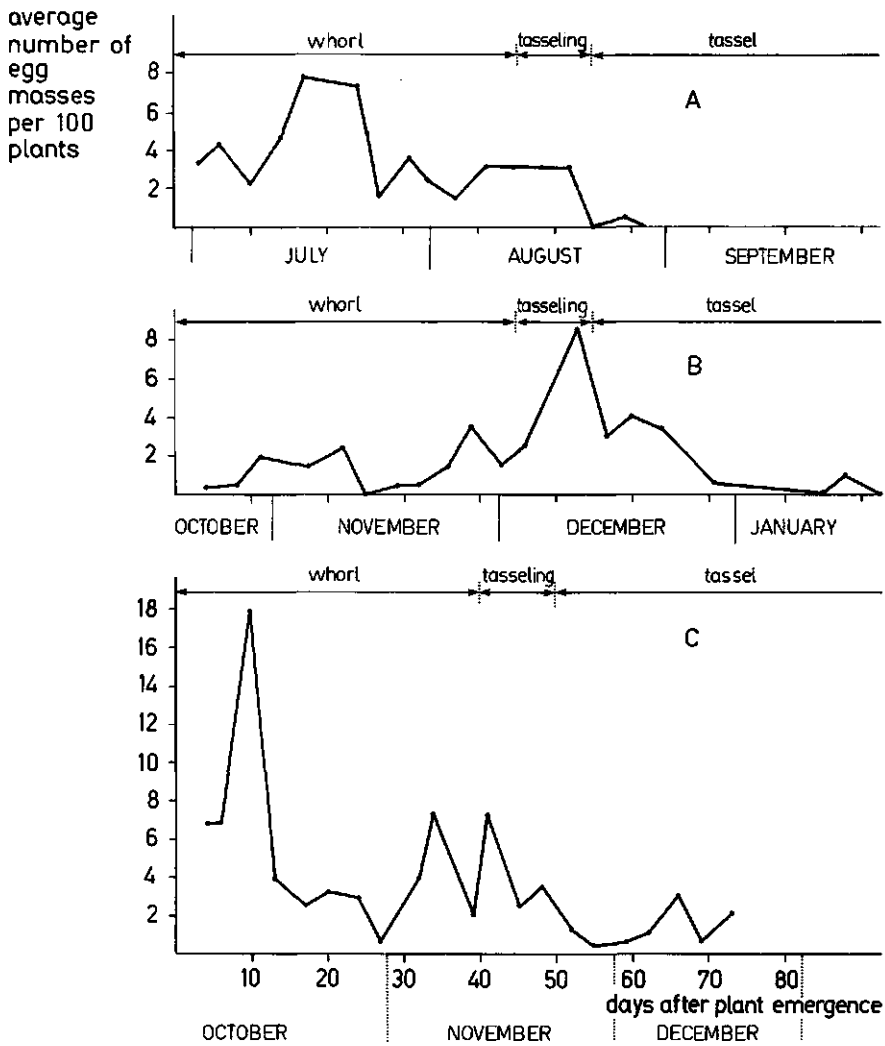 average
number of
egg
masses
per 100
plants
whorl tasseling tassel
A
8
6
4
2
JULY AUGUST SEPTEMBER
whorl tasseling tassel
B
8
6
4
2
OCTOBER NOVEMBER DECEMBER JANUARY
whorl tasseling tassel
C
18
16
14
12
10
8
6
4
2
10 20 30 40 50 60 70 80
days after plant emergence
OCTOBER NOVEMBER DECEMBER